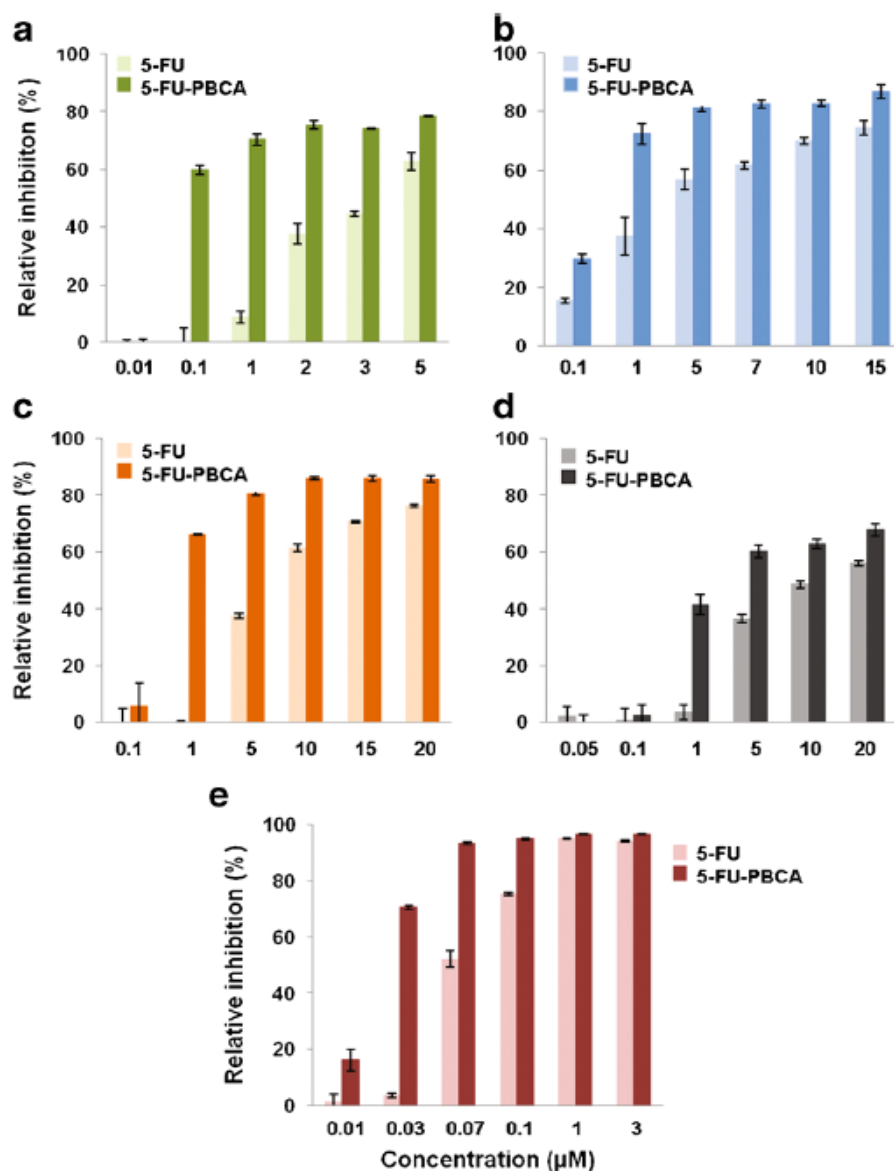 a
5-FU
5-FU-PBCA
Relative inhibiiton (%)
100
80
60
40
20
0
0.01 0.1 1 2 3 5
b
5-FU
5-FU-PBCA
100
80
60
40
20
0
0.1 1 5 7 10 15
c
5-FU
5-FU-PBCA
Relative inhibition (%)
100
80
60
40
20
0
0.1 1 5 10 15 20
d
5-FU
5-FU-PBCA
100
80
60
40
20
0
0.05 0.1 1 5 10 20
e
5-FU
5-FU-PBCA
Relative inhibition (%)
100
80
60
40
20
0
0.01 0.03 0.07 0.1 1 3
Concentration (µM)